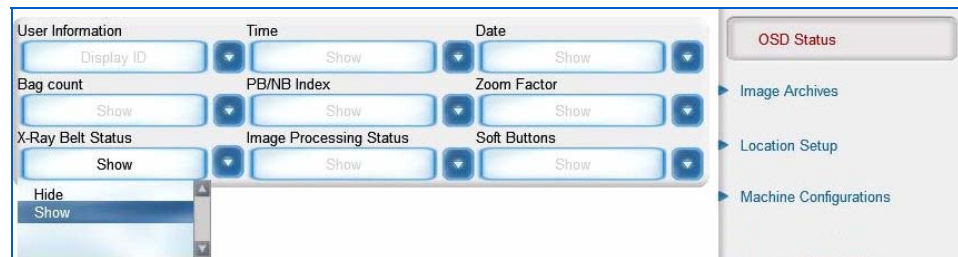 User Information Time Date
Display ID Show Show
Bag count PB/NB Index Zoom Factor
Show Show Show
X-Ray Belt Status Image Processing Status Soft Buttons
Show Show Show
Hide
Show
OSD Status
Image Archives
Location Setup
Machine Configurations